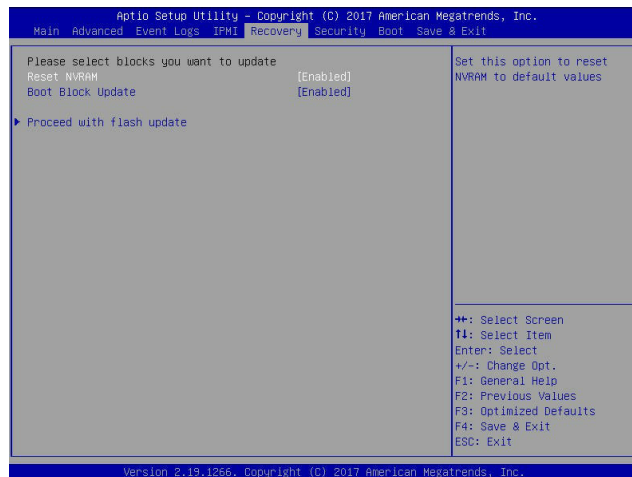 Aptio Setup Utility – Copyright (C) 2017 American Megatrends, Inc.
Main Advanced Event Logs IPMI Recovery Security Boot Save & Exit
Please select blocks you want to update
Reset NVRAM [Enabled]
Boot Block Update [Enabled]
▶ Proceed with flash update
Set this option to reset
NVRAM to default values
→←: Select Screen
↑↓: Select Item
Enter: Select
+/-: Change Opt.
F1: General Help
F2: Previous Values
F3: Optimized Defaults
F4: Save & Exit
ESC: Exit
Version 2.19.1266. Copyright (C) 2017 American Megatrends, Inc.